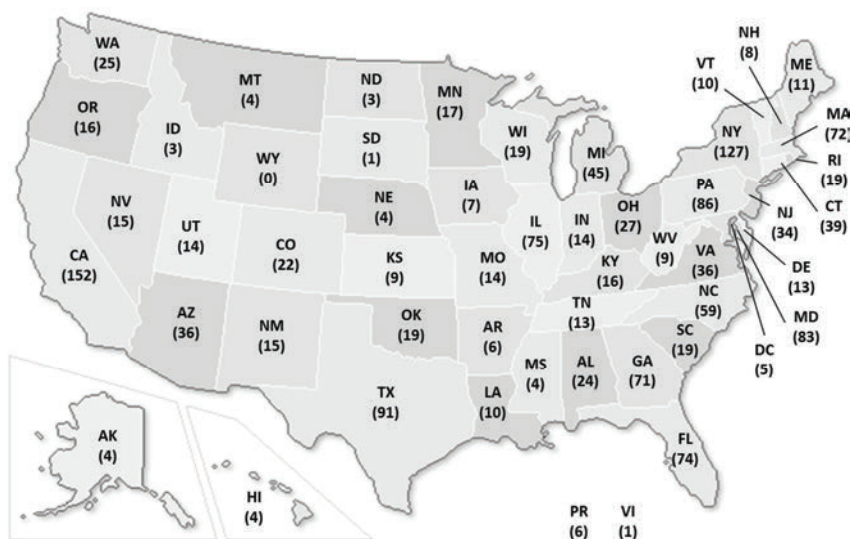 WA
(25)
OR
(16)
CA
(152)
NV
(15)
ID
(3)
MT
(4)
WY
(0)
UT
(14)
AZ
(36)
CO
(22)
NM
(15)
ND
(3)
SD
(1)
NE
(4)
KS
(9)
OK
(19)
TX
(91)
MN
(17)
IA
(7)
MO
(14)
AR
(6)
LA
(10)
WI
(19)
IL
(75)
MI
(45)
IN
(14)
OH
(27)
KY
(16)
TN
(13)
MS
(4)
AL
(24)
GA
(71)
FL
(74)
SC
(19)
NC
(59)
VA
(36)
WV
(9)
PA
(86)
NY
(127)
VT
(10)
NH
(8)
ME
(11)
MA
(72)
RI
(19)
CT
(39)
NJ
(34)
DE
(13)
MD
(83)
DC
(5)
AK
(4)
HI
(4)
PR
(6)
VI
(1)